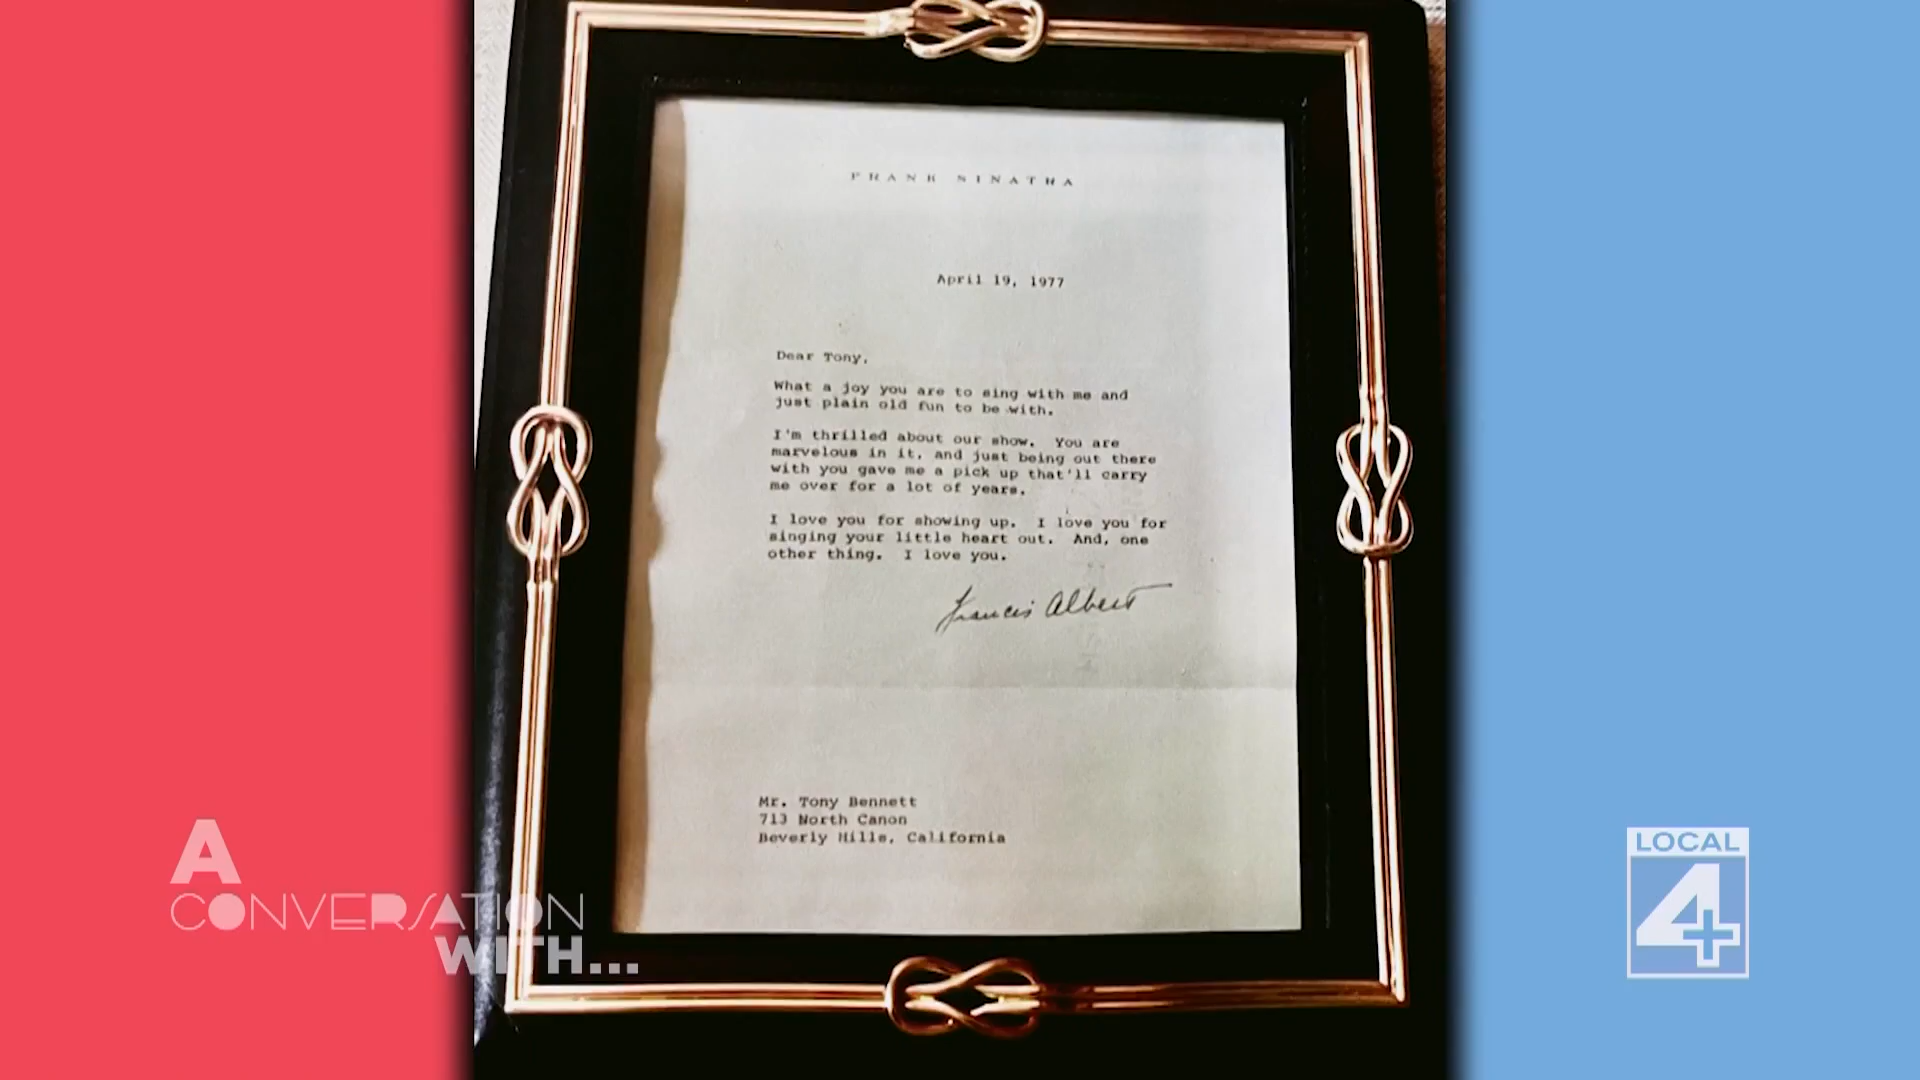 FRANK SINATRA
April 19, 1977
Dear Tony,
What a joy you are to sing with me and
just plain old fun to be with.
I'm thrilled about our show. You are
marvelous in it, and just being out there
with you gave me a pick up that'll carry
me over for a lot of years.
I love you for showing up. I love you for
singing your little heart out. And, one
other thing. I love you.
Francis Albert
Mr. Tony Bennett
713 North Canon
Beverly Hills, California
A
CONVERSATION
WITH...
LOCAL
4+